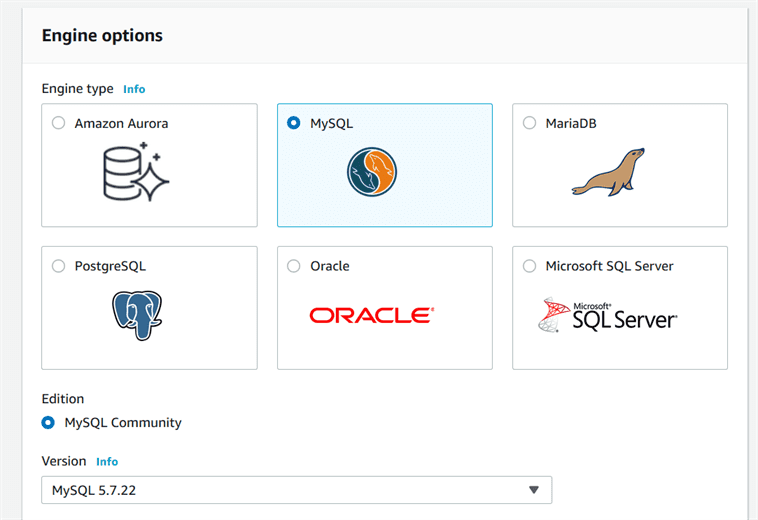 Engine options
Engine type Info
Amazon Aurora
MySQL
MariaDB
PostgreSQL
Oracle
ORACLE®
Microsoft SQL Server
Microsoft®
SQL Server®
Edition
MySQL Community
Version Info
MySQL 5.7.22